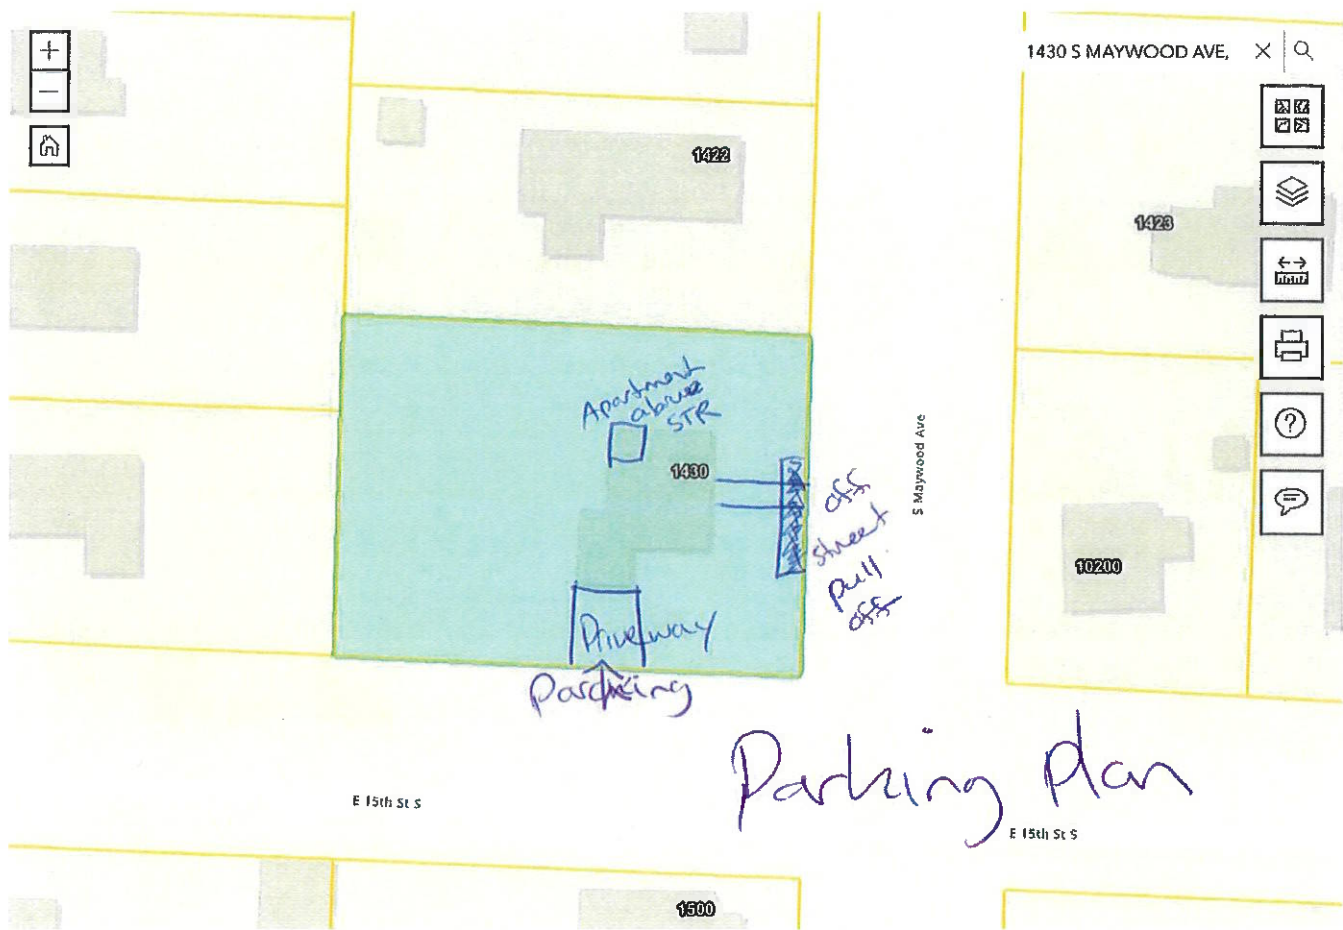 1430 S MAYWOOD AVE,
1422
1423
Apartment
above
STR
1430
S Maywood Ave
off
street
pull
off
10200
Driveway
Parking
Parking Plan
E 15th St S
E 15th St S
1500